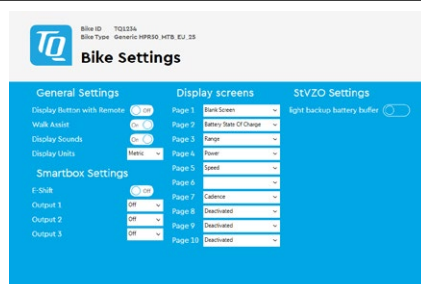 TQ
Bike ID TQ1234
Bike Type Generic HPR50_MTB_EU_25
Bike Settings
General Settings
Display Button with Remote Off
Walk Assist On
Display Sounds On
Display Units Metric
Smartbox Settings
E-Shift Off
Output 1 Off
Output 2 Off
Output 3 Off
Display screens
Page 1 Blank Screen
Page 2 Battery State Of Charge
Page 3 Range
Page 4 Power
Page 5 Speed
Page 6
Page 7 Cadence
Page 8 Deactivated
Page 9 Deactivated
Page 10 Deactivated
StVZO Settings
light backup battery buffer